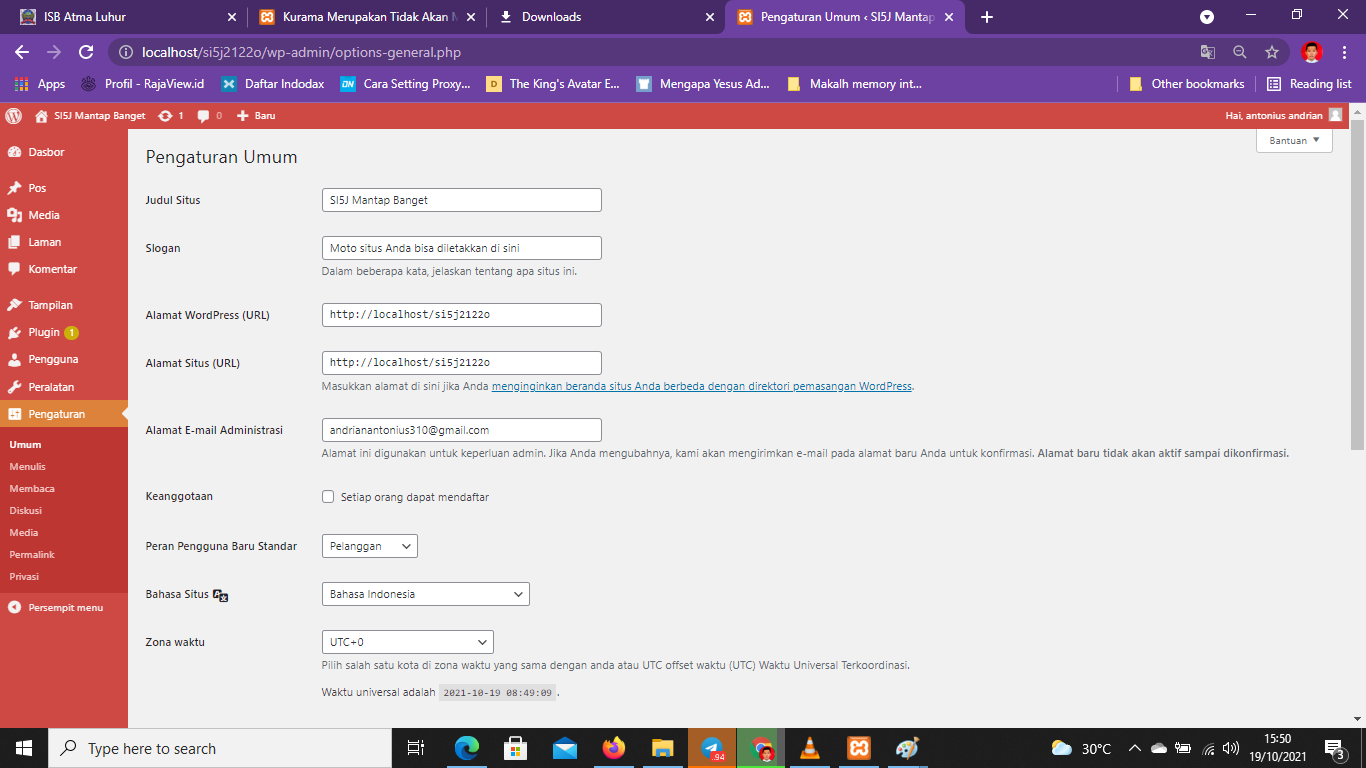 ISB Atma Luhur
Kurama Merupakan Tidak Akan M
Downloads
Pengaturan Umum ‹ SI5J Mantap
localhost/si5j2122o/wp-admin/options-general.php
Apps
Profil - RajaView.id
Daftar Indodax
Cara Setting Proxy...
The King's Avatar E...
Mengapa Yesus Ad...
Makalh memory int...
Other bookmarks
Reading list
SI5J Mantap Banget
1
0
Baru
Hai, antonius andrian
Bantuan
Dasbor
Pos
Media
Laman
Komentar
Tampilan
Plugin 1
Pengguna
Peralatan
Pengaturan
Umum
Menulis
Membaca
Diskusi
Media
Permalink
Privasi
Persempit menu
Pengaturan Umum
Judul Situs
SI5J Mantap Banget
Slogan
Moto situs Anda bisa diletakkan di sini
Dalam beberapa kata, jelaskan tentang apa situs ini.
Alamat WordPress (URL)
http://localhost/si5j2122o
Alamat Situs (URL)
http://localhost/si5j2122o
Masukkan alamat di sini jika Anda menginginkan beranda situs Anda berbeda dengan direktori pemasangan WordPress.
Alamat E-mail Administrasi
andrianantonius310@gmail.com
Alamat ini digunakan untuk keperluan admin. Jika Anda mengubahnya, kami akan mengirimkan e-mail pada alamat baru Anda untuk konfirmasi. Alamat baru tidak akan aktif sampai dikonfirmasi.
Keanggotaan
Setiap orang dapat mendaftar
Peran Pengguna Baru Standar
Pelanggan
Bahasa Situs
Bahasa Indonesia
Zona waktu
UTC+0
Pilih salah satu kota di zona waktu yang sama dengan anda atau UTC offset waktu (UTC) Waktu Universal Terkoordinasi.
Waktu universal adalah 2021-10-19 08:49:09 .
Type here to search
.94
30°C
15:50
19/10/2021
3